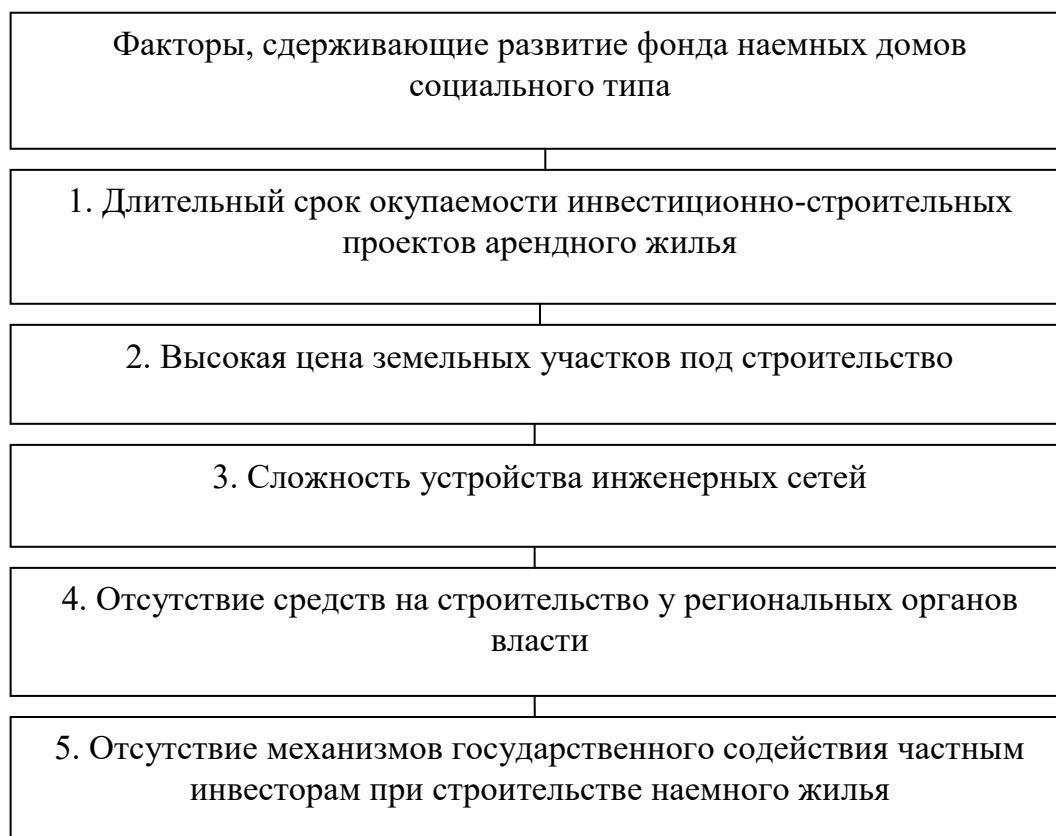 Факторы, сдерживающие развитие фонда наемных домов
социального типа
1. Длительный срок окупаемости инвестиционно-строительных
проектов арендного жилья
2. Высокая цена земельных участков под строительство
3. Сложность устройства инженерных сетей
4. Отсутствие средств на строительство у региональных органов
власти
5. Отсутствие механизмов государственного содействия частным
инвесторам при строительстве наемного жилья